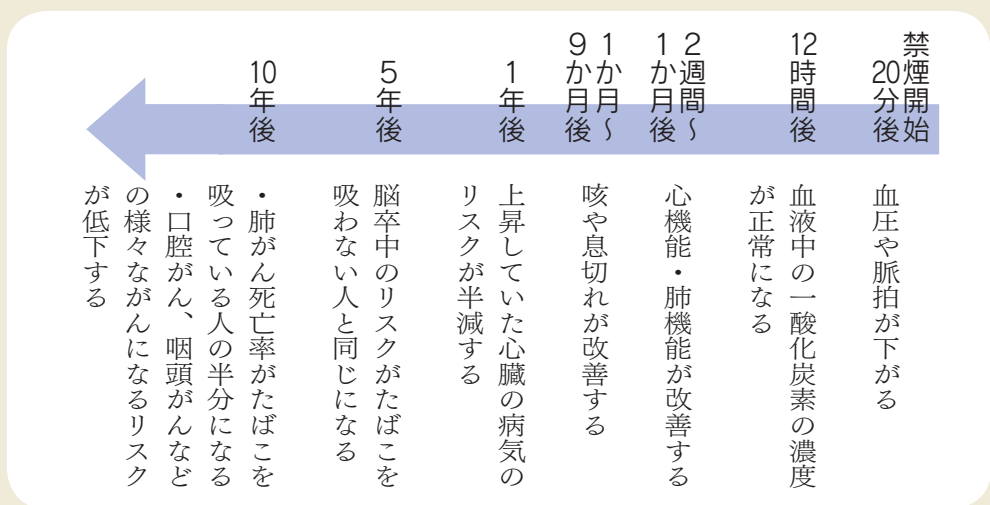 禁煙開始
20分後
血圧や脈拍が下がる
12時間後
血液中の一酸化炭素の濃度
が正常になる
2週間～
1か月後
心機能・肺機能が改善する
1か月～
9か月後
咳や息切れが改善する
1年後
上昇していた心臓の病気の
リスクが半減する
5年後
脳卒中のリスクがたばこを
吸わない人と同じになる
10年後
・肺がん死亡率がたばこを
吸っている人の半分になる
・口腔がん、咽頭がんなど
の様々ながんになるリスク
が低下する